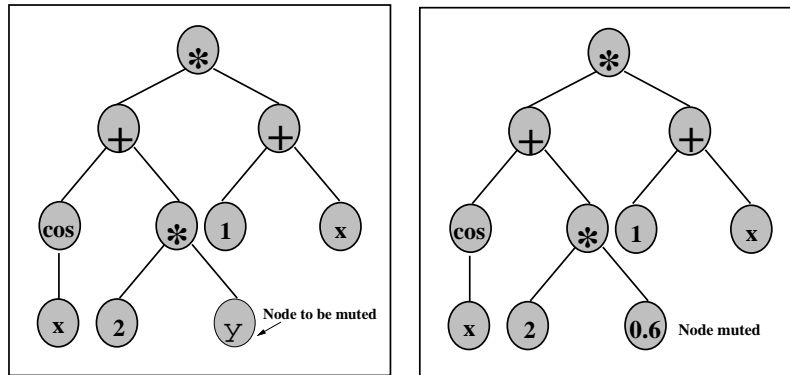 *
+ +
cos * 1 x
x 2 Y Node to be muted
*
+ +
cos * 1 x
x 2 0.6 Node muted